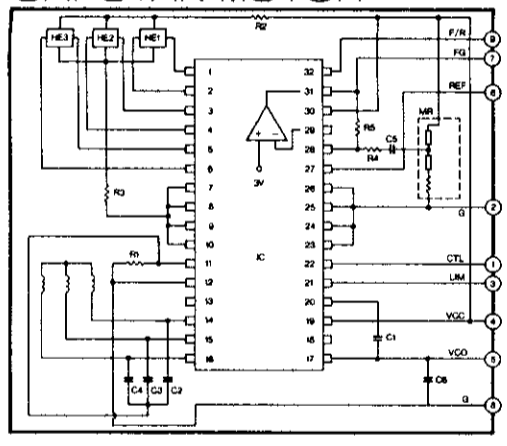 HE3 HE2 HE1
R2
F/R 9
FG 7
REF 6
MR
1 32
2 31
3 30
4 29
5 28
6 27
7 26
8 25
9 24
10 23
11 22
12 21
13 20
14 19
15 18
16 17
+ -
3V
IC
R5
C5
R4
R3
R1
G 2
CTL 1
LIM 3
VCC 4
C1
VCO 5
C4 C3 C2
C6
G 8